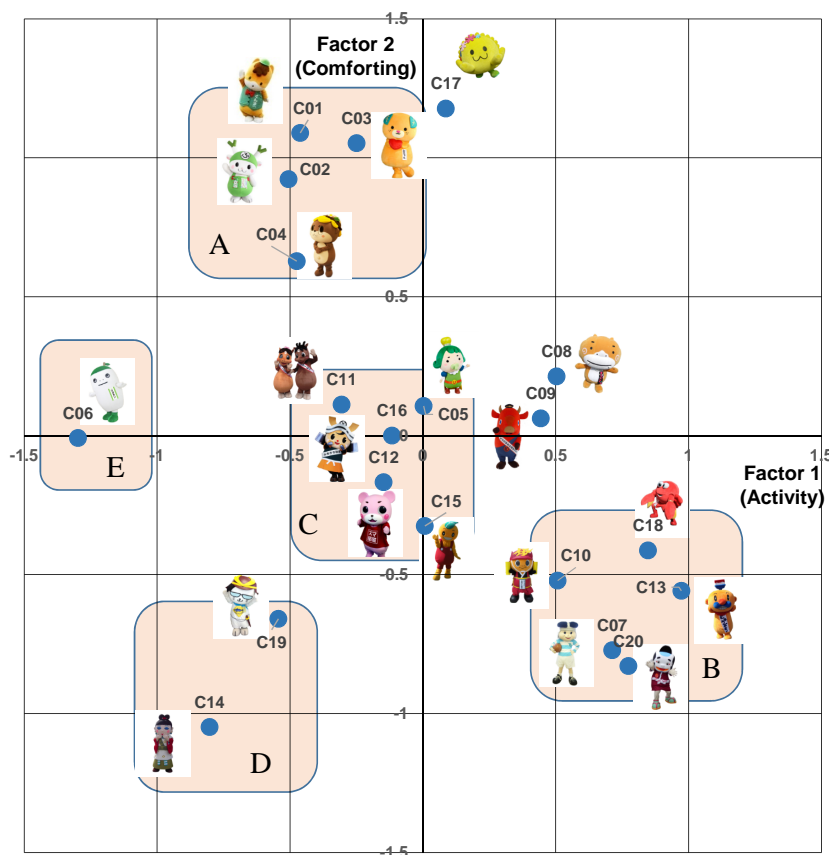 1.5
Factor 2
(Comforting)
C17
C01
C03
C02
A
C04
0.5
C08
C11
C09
C16
C05
C06
-1.5
-1
-0.5
0
0
0.5
1
1.5
E
C12
Factor 1
(Activity)
C
C15
C18
-0.5
C10
C13
C07
C19
C20
B
C14
-1
D
-1.5